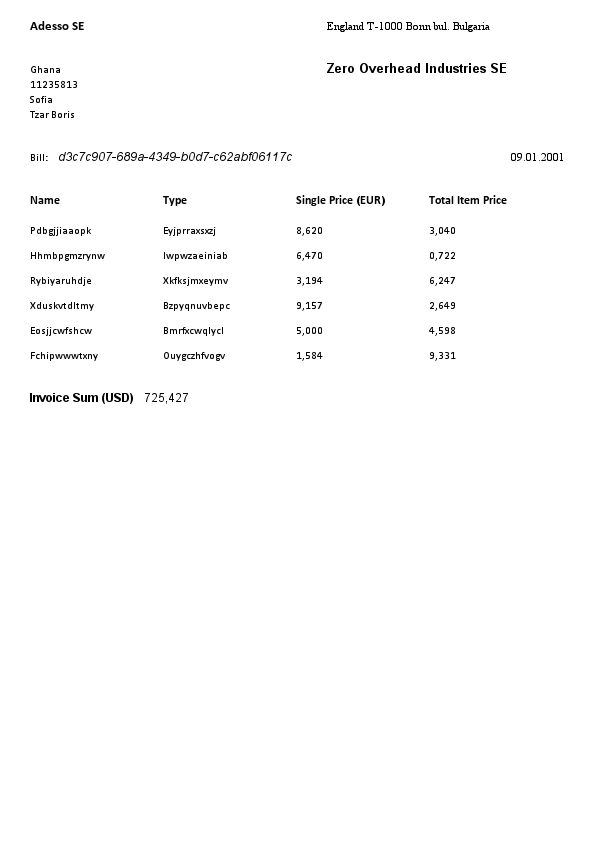 Adesso SE
England T-1000 Bonn bul. Bulgaria
Ghana
11235813
Sofia
Tzar Boris
Zero Overhead Industries SE
Bill: d3c7c907-689a-4349-b0d7-c62abf06117c 09.01.2001
Name Type Single Price (EUR) Total Item Price
Pdbgjjiaaopk Eyjprraxsxzj 8,620 3,040
Hhmbpgmzrynw Iwpwzaeiniab 6,470 0,722
Rybiyaruhdje Xkfksjmxeymv 3,194 6,247
Xduskvtdltmy Bzpyqnuvbepc 9,157 2,649
Eosjjcwfshcw Bmrfxcwqlycl 5,000 4,598
Fchipwwwtxny Ouygczhfvogv 1,584 9,331
Invoice Sum (USD) 725,427